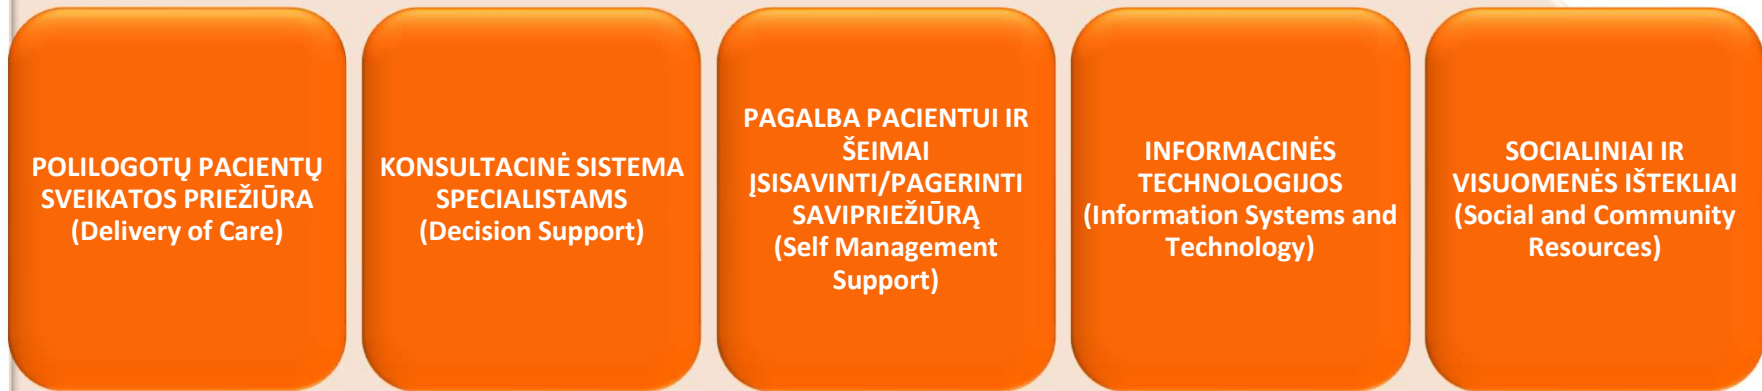 POLILOGOTŲ PACIENTŲ
SVEIKATOS PRIEŽIŪRA
(Delivery of Care)
KONSULTACINĖ SISTEMA
SPECIALISTAMS
(Decision Support)
PAGALBA PACIENTUI IR
ŠEIMAI
ĮSISAVINTI/PAGERINTI
SAVIPRIEŽIŪRĄ
(Self Management
Support)
INFORMACINĖS
TECHNOLOGIJOS
(Information Systems and
Technology)
SOCIALINIAI IR
VISUOMENĖS IŠTEKLIAI
(Social and Community
Resources)